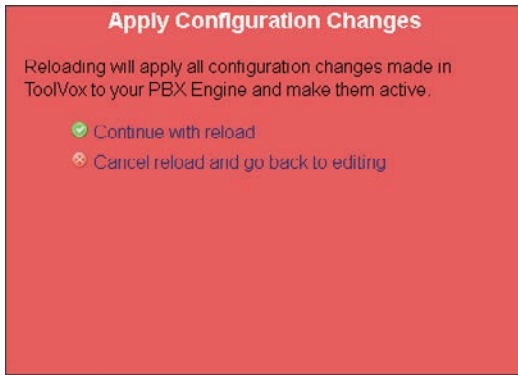 Apply Configuration Changes
Reloading will apply all configuration changes made in
ToolVox to your PBX Engine and make them active.
Continue with reload
Cancel reload and go back to editing